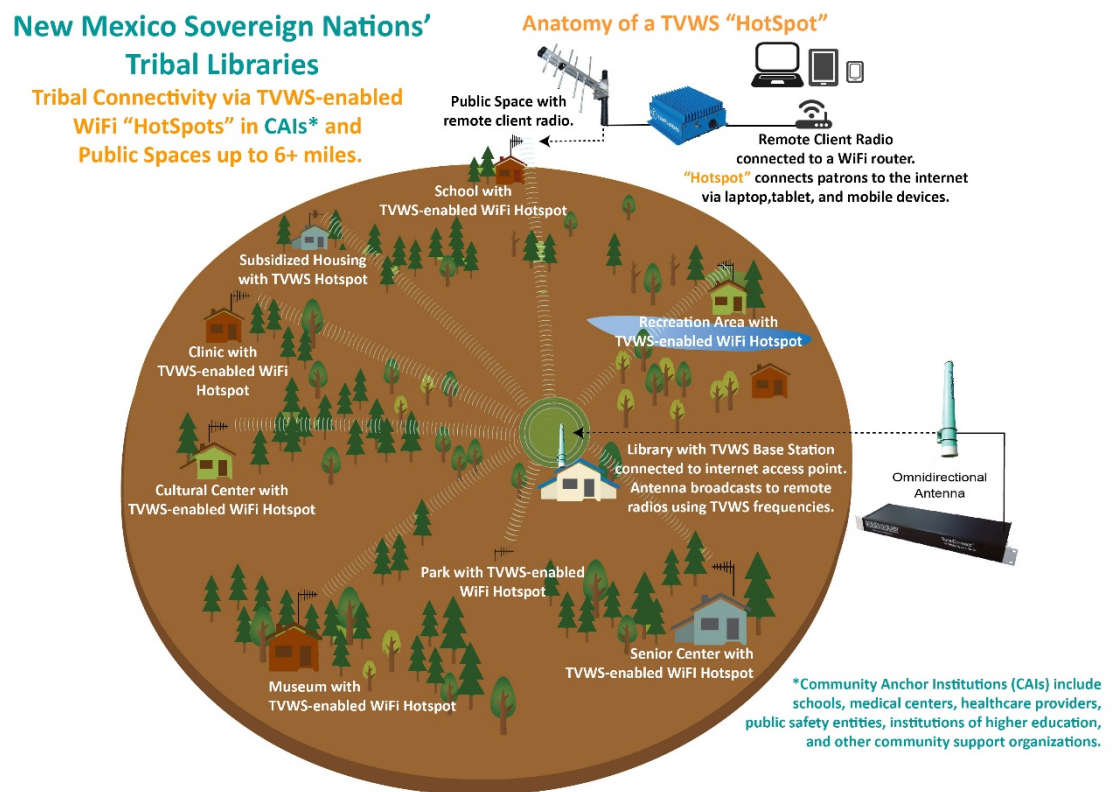 New Mexico Sovereign Nations’
Tribal Libraries
Tribal Connectivity via TVWS-enabled
WiFi “HotSpots” in CAIs* and
Public Spaces up to 6+ miles.
Anatomy of a TVWS “HotSpot”
Public Space with
remote client radio.
Remote Client Radio
connected to a WiFi router.
“Hotspot” connects patrons to the internet
via laptop,tablet, and mobile devices.
School with
TVWS-enabled WiFi Hotspot
Subsidized Housing
with TVWS Hotspot
Recreation Area with
TVWS-enabled WiFi Hotspot
Clinic with
TVWS-enabled WiFi
Hotspot
Cultural Center with
TVWS-enabled WiFi Hotspot
Library with TVWS Base Station
connected to internet access point.
Antenna broadcasts to remote
radios using TVWS frequencies.
Omnidirectional
Antenna
Park with TVWS-enabled
WiFi Hotspot
Senior Center with
TVWS-enabled WiFI Hotspot
Museum with
TVWS-enabled WiFi Hotspot
*Community Anchor Institutions (CAIs) include
schools, medical centers, healthcare providers,
public safety entities, institutions of higher education,
and other community support organizations.